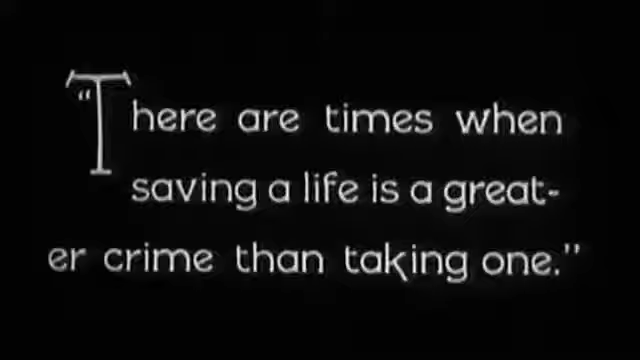 “There are times when
saving a life is a great-
er crime than taking one.”